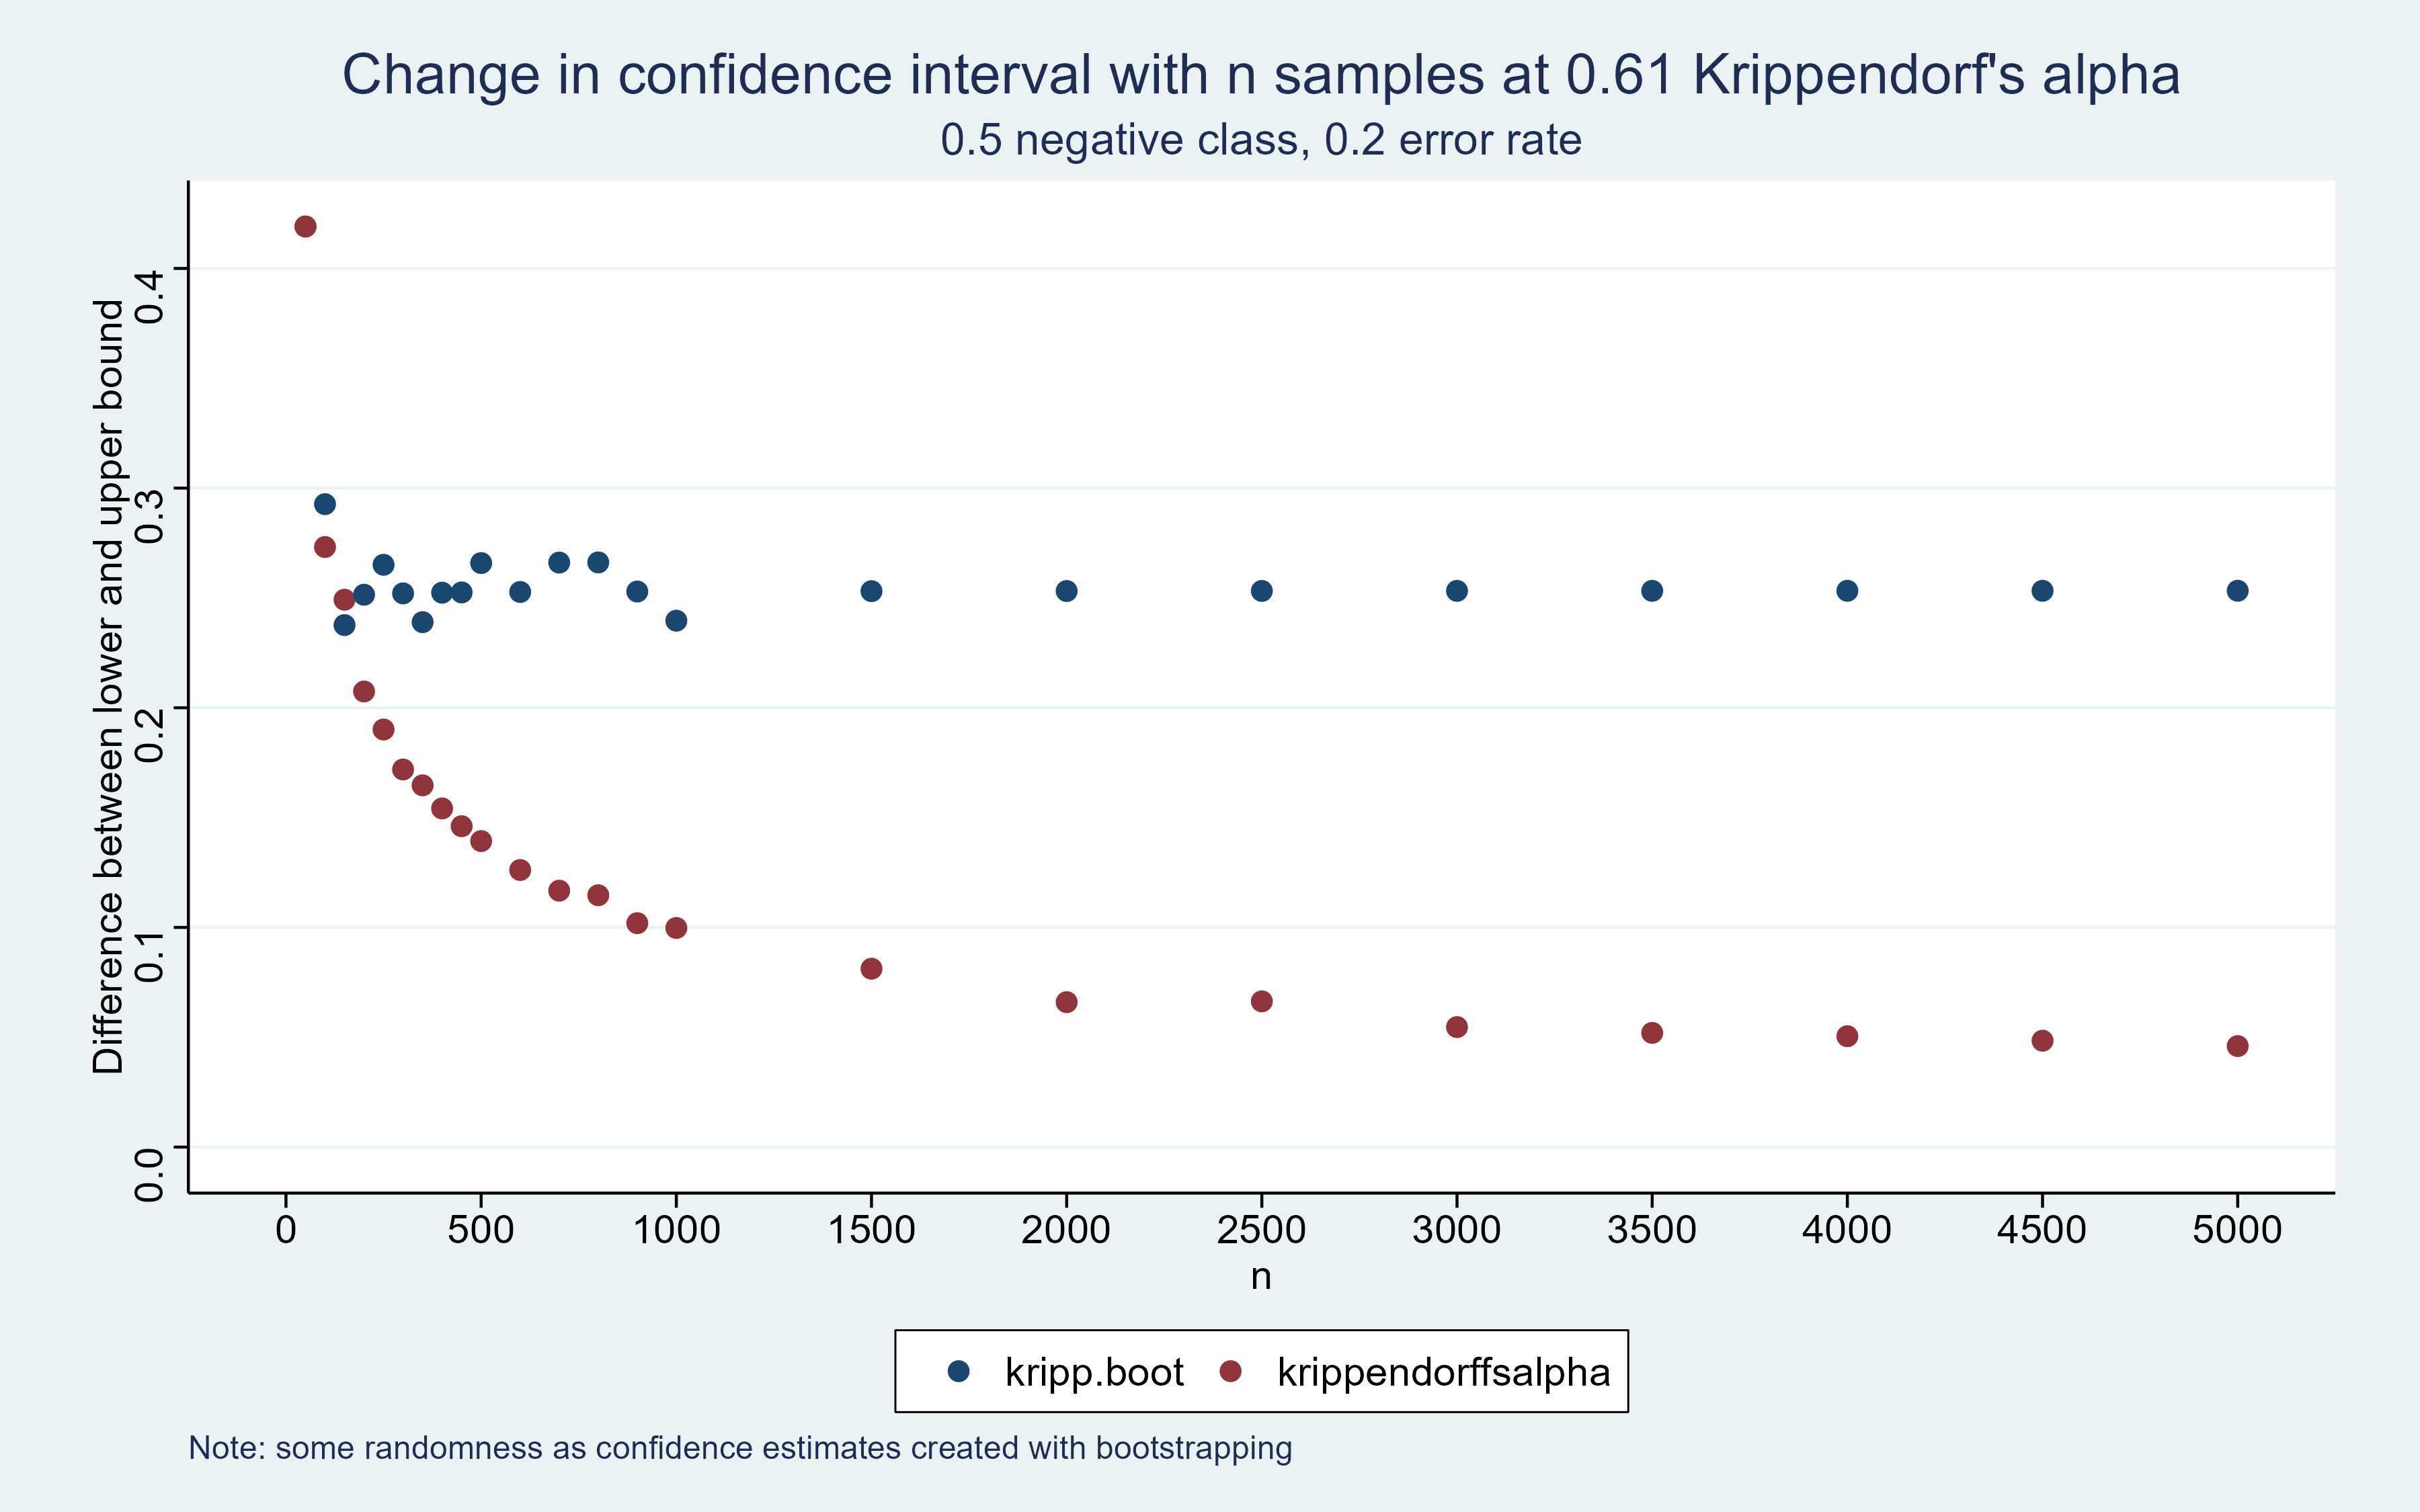 Change in confidence interval with n samples at 0.61 Krippendorf's alpha
0.5 negative class, 0.2 error rate
Difference between lower and upper bound
0.4
0.3
0.2
0.1
0.0
0 500 1000 1500 2000 2500 3000 3500 4000 4500 5000
n
kripp.boot krippendorffsalpha
Note: some randomness as confidence estimates created with bootstrapping